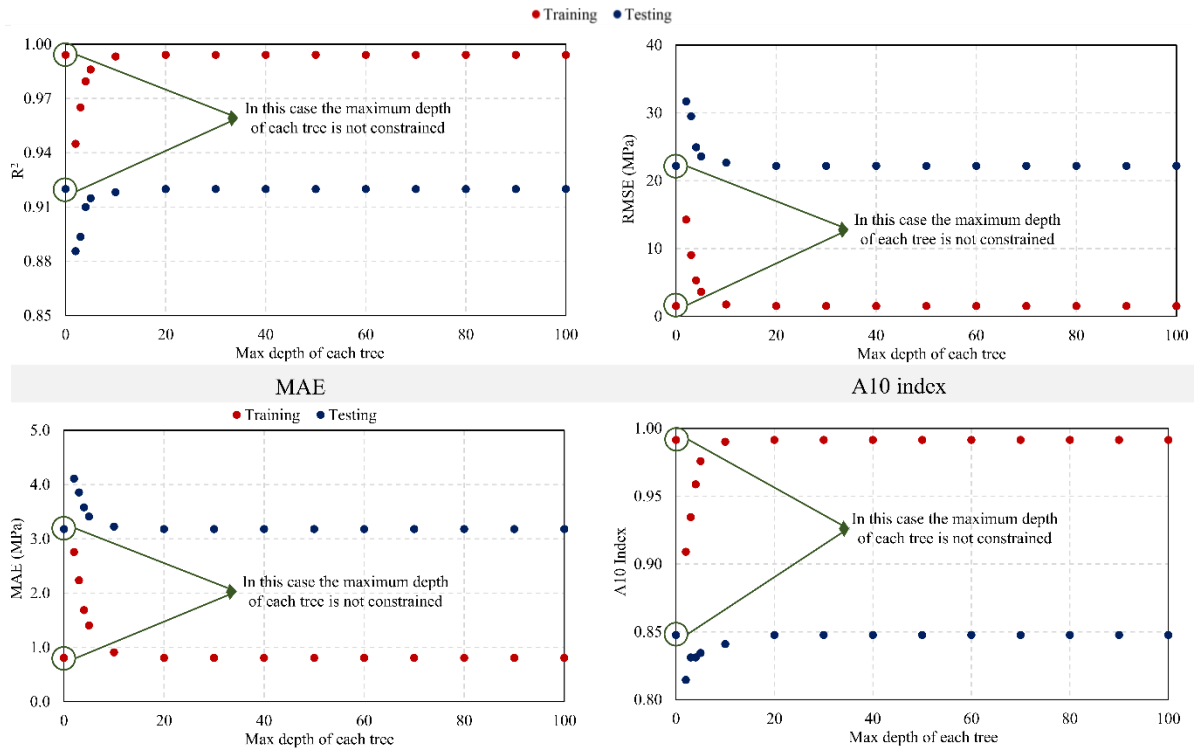 Training Testing
1.00
0.97
0.94
0.91
0.88
0.85
R²
In this case the maximum depth
of each tree is not constrained
0 20 40 60 80 100
Max depth of each tree
40
30
20
10
0
RMSE (MPa)
In this case the maximum depth
of each tree is not constrained
0 20 40 60 80 100
Max depth of each tree
MAE
A10 index
Training Testing
5.0
4.0
3.0
2.0
1.0
0.0
MAE (MPa)
In this case the maximum depth
of each tree is not constrained
0 20 40 60 80 100
Max depth of each tree
1.00
0.95
0.90
0.85
0.80
A10 Index
In this case the maximum depth
of each tree is not constrained
0 20 40 60 80 100
Max depth of each tree